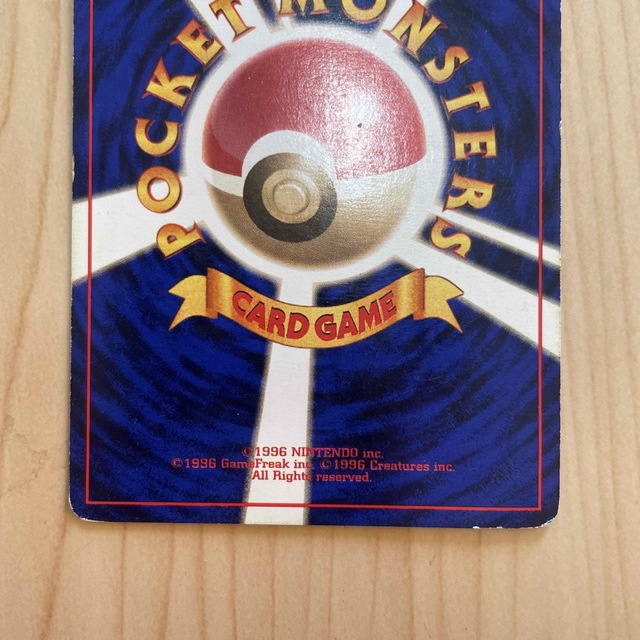 POCKET MONSTERS
CARD GAME
©1996 NINTENDO inc.
©1996 GameFreak inc. ©1996 Creatures inc.
All Rights reserved.